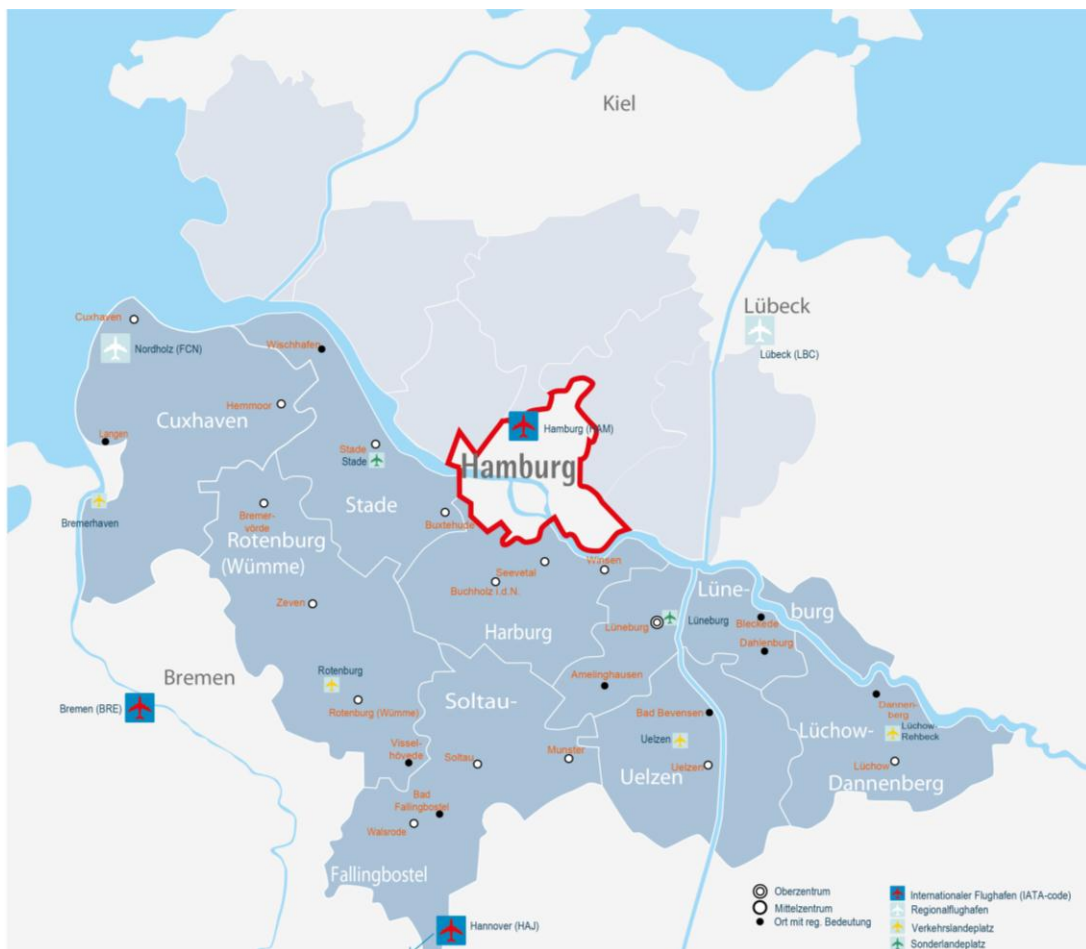 Kiel
Lübeck
Lübeck (LBC)
Cuxhaven
Nordholz (FCN)
Wischhafen
Hemmoor
Cuxhaven
Langen
Hamburg (HAM)
Stade
Stade
Hamburg
Bremerhaven
Bremer-
vörde
Stade
Buxtehude
Rotenburg
(Wümme)
Seevetal
Winsen
Buchholz i.d.N.
Zeven
Lüne-
burg
Lüneburg
Lüneburg
Bleckede
Harburg
Dahlenburg
Bremen
Rotenburg
Amelinghausen
Bremen (BRE)
Rotenburg (Wümme)
Soltau-
Bad Bevensen
Dannen-
berg
Lüchow-
Lüchow-
Rehbeck
Uelzen
Vissel-
hövede
Soltau
Munster
Uelzen
Uelzen
Lüchow
Dannenberg
Bad
Fallingbostel
Walsrode
Fallingbostel
Hannover (HAJ)
Oberzentrum
Mittelzentrum
Ort mit reg. Bedeutung
Internationaler Flughafen (IATA-code)
Regionalflughafen
Verkehrslandeplatz
Sonderlandeplatz